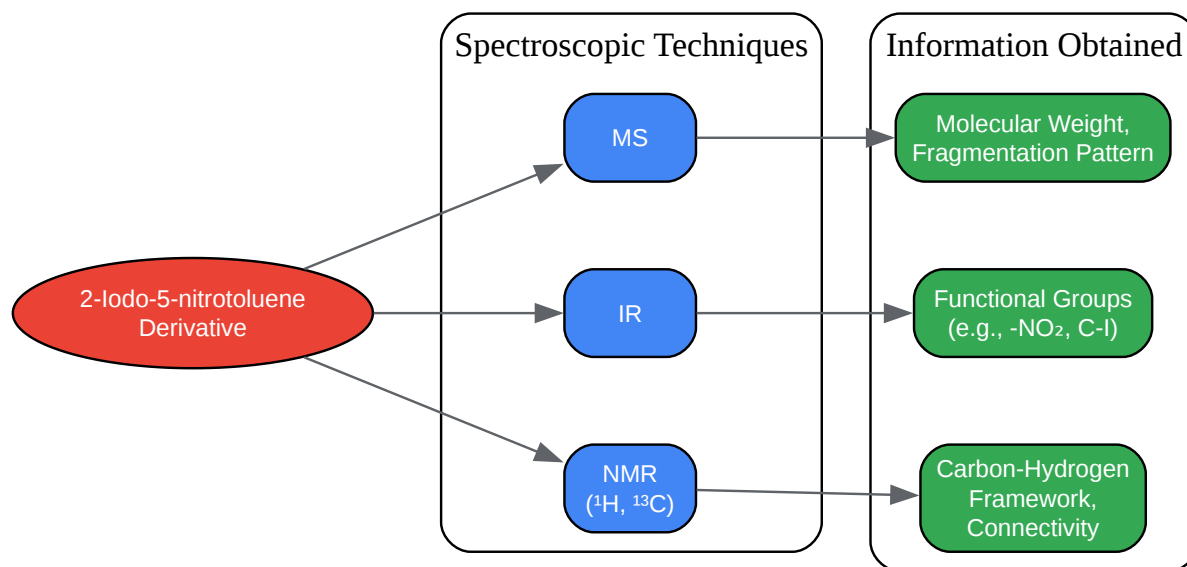 Spectroscopic Techniques
Information Obtained
MS
Molecular Weight,
Fragmentation Pattern
2-Iodo-5-nitrotoluene
Derivative
IR
Functional Groups
(e.g., -NO₂, C-I)
NMR
(¹H, ¹³C)
Carbon-Hydrogen
Framework,
Connectivity